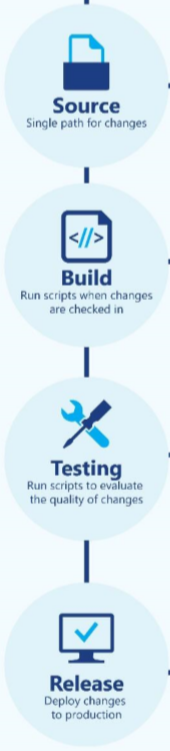 Source
Single path for changes
<//>
Build
Run scripts when changes
are checked in
Testing
Run scripts to evaluate
the quality of changes
Release
Deploy changes
to production